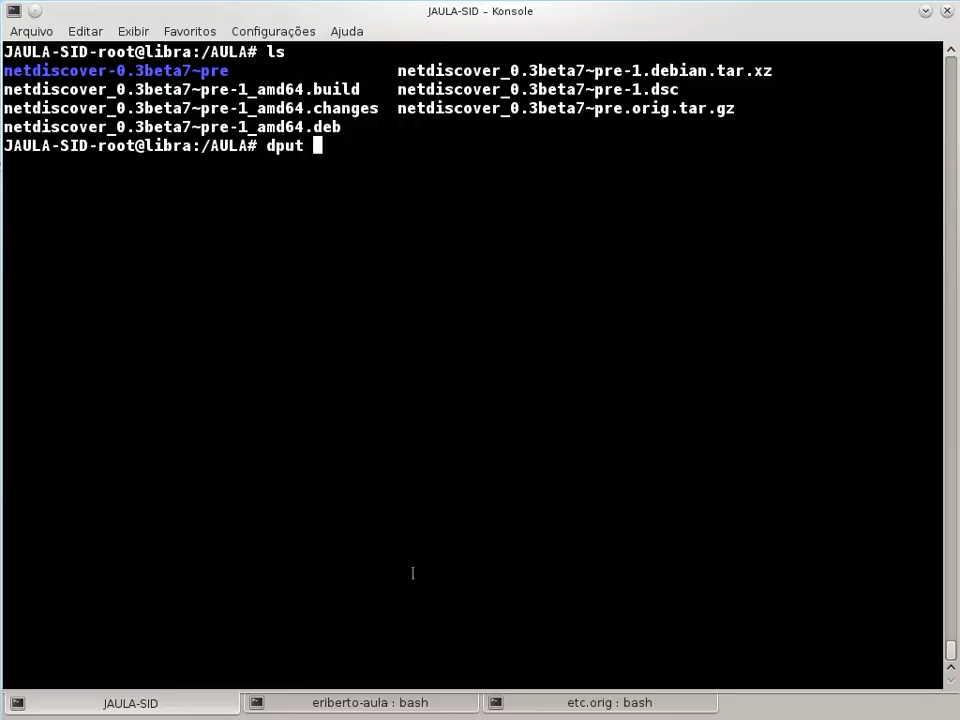 JAULA-SID – Konsole
Arquivo Editar Exibir Favoritos Configurações Ajuda
JAULA-SID-root@libra:/AULA# ls
netdiscover-0.3beta7~pre netdiscover_0.3beta7~pre-1.debian.tar.xz
netdiscover_0.3beta7~pre-1_amd64.build netdiscover_0.3beta7~pre-1.dsc
netdiscover_0.3beta7~pre-1_amd64.changes netdiscover_0.3beta7~pre.orig.tar.gz
netdiscover_0.3beta7~pre-1_amd64.deb
JAULA-SID-root@libra:/AULA# dput
JAULA-SID eriberto-aula : bash etc.orig : bash